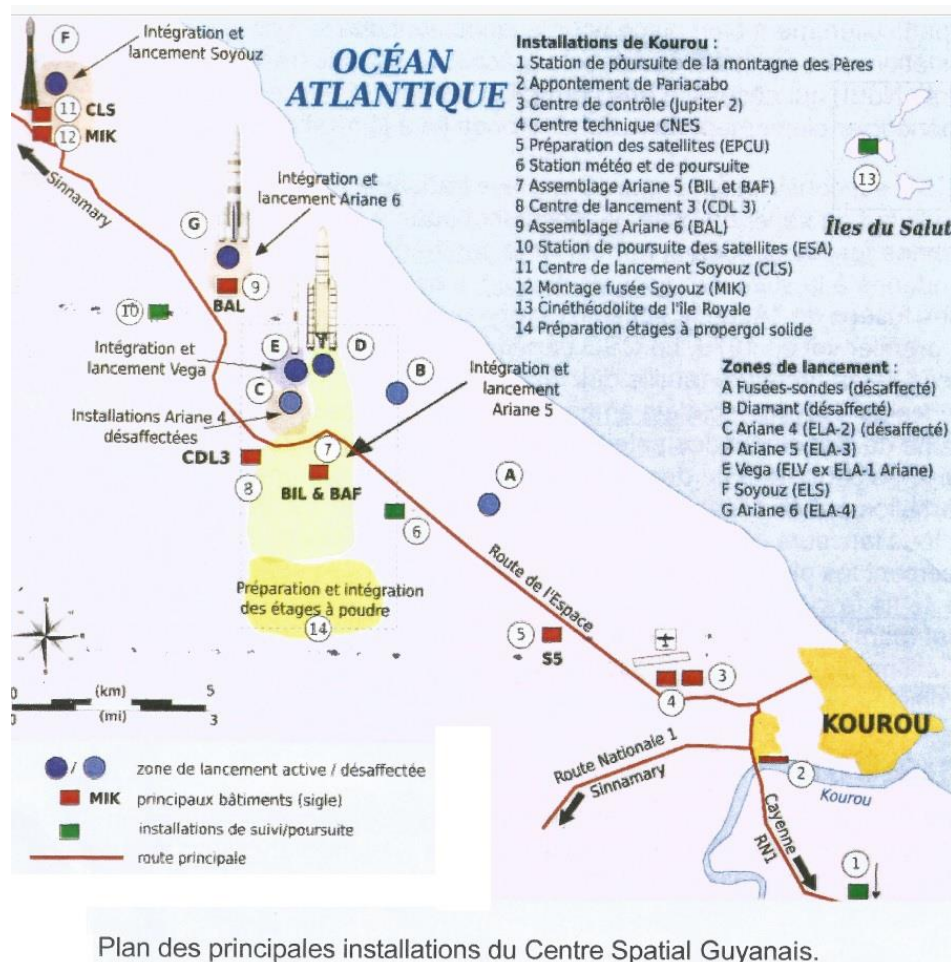 F
Intégration et
lancement Soyouz
11
CLS
12
MIK
Sinnamary
OCÉAN
ATLANTIQUE
Installations de Kourou :
1 Station de poursuite de la montagne des Pères
2 Appontement de Pariacabo
3 Centre de contrôle (Jupiter 2)
4 Centre technique CNES
5 Préparation des satellites (EPCU)
6 Station météo et de poursuite
7 Assemblage Ariane 5 (BIL et BAF)
8 Centre de lancement 3 (CDL 3)
9 Assemblage Ariane 6 (BAL)
10 Station de poursuite des satellites (ESA)
11 Centre de lancement Soyouz (CLS)
12 Montage fusée Soyouz (MIK)
13 Cinéthéodolite de l'île Royale
14 Préparation étages à propergol solide
13
Îles du Salut
Zones de lancement :
A Fusées-sondes (désaffecté)
B Diamant (désaffecté)
C Ariane 4 (ELA-2) (désaffecté)
D Ariane 5 (ELA-3)
E Vega (ELV ex ELA-1 Ariane)
F Soyouz (ELS)
G Ariane 6 (ELA-4)
G
Intégration et
lancement Ariane 6
9
BAL
10
Intégration et
lancement Vega
E
D
C
B
Installations Ariane 4
désaffectées
Intégration et
lancement
Ariane 5
CDL3
8
7
BIL & BAF
A
6
Route de l'Espace
Préparation et intégration
des étages à poudre
14
5
S5
3
4
KOUROU
0 (km) 5
(mi) 3
Route Nationale 1
Sinnamary
2
Kourou
Cayenne
RN1
1
/ zone de lancement active / désaffectée
MIK principaux bâtiments (sigle)
installations de suivi/poursuite
route principale
Plan des principales installations du Centre Spatial Guyanais.